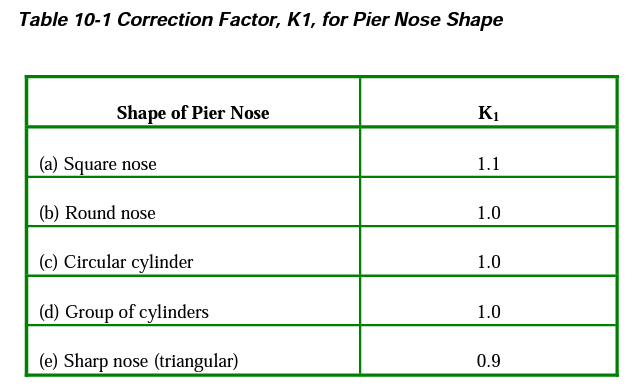 Table 10-1 Correction Factor, K1, for Pier Nose Shape
Shape of Pier Nose K₁
(a) Square nose 1.1
(b) Round nose 1.0
(c) Circular cylinder 1.0
(d) Group of cylinders 1.0
(e) Sharp nose (triangular) 0.9